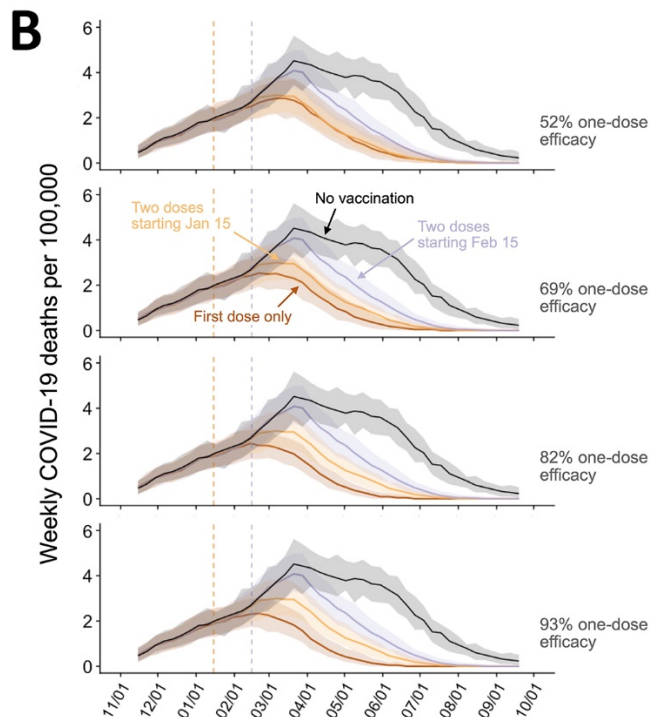 B
Weekly COVID-19 deaths per 100,000
6
4
2
0
52% one-dose
efficacy
6
4
2
0
No vaccination
Two doses
starting Jan 15
Two doses
starting Feb 15
First dose only
69% one-dose
efficacy
6
4
2
0
82% one-dose
efficacy
6
4
2
0
93% one-dose
efficacy
11/01
12/01
01/01
02/01
03/01
04/01
05/01
06/01
07/01
08/01
09/01
10/01